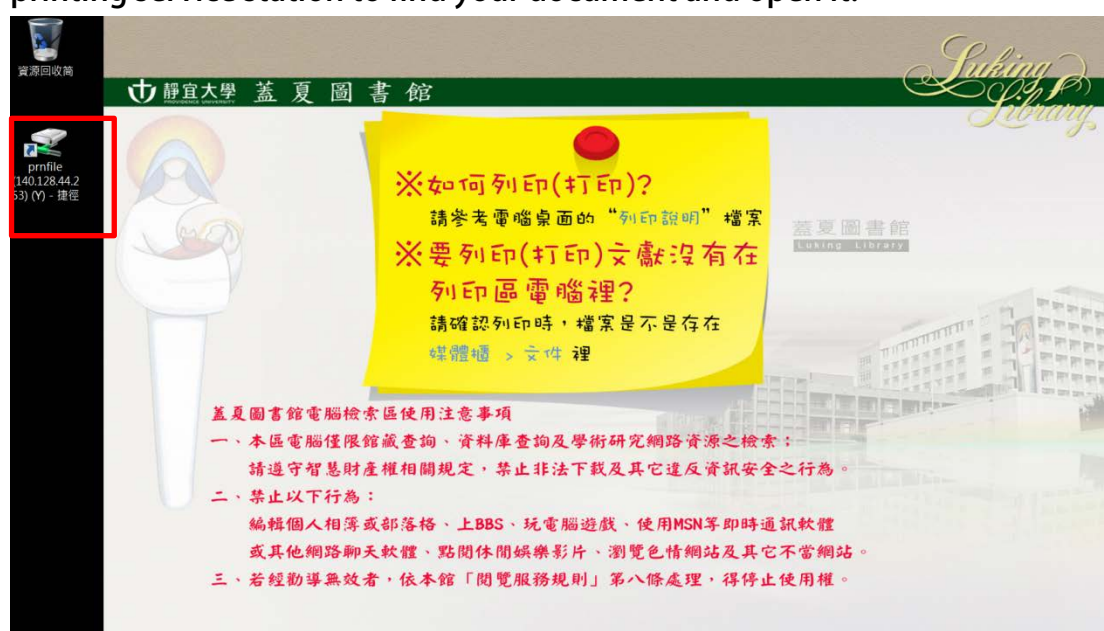 printing service station to find your document and open it.
資源回收筒
靜宜大學 蓋夏圖書館
PROVIDENCE UNIVERSITY
Luking
Library
prnfile
(140.128.44.2
53) (Y) - 捷徑
※如何列印(打印)?
請參考電腦桌面的“列印說明”檔案
※要列印(打印)文獻沒有在
列印區電腦裡?
請確認列印時，檔案是不是存在
媒體櫃 > 文件 裡
蓋夏圖書館
Luking Library
蓋夏圖書館電腦檢索區使用注意事項
一、本區電腦僅限館藏查詢、資料庫查詢及學術研究網路資源之檢索；
請遵守智慧財產權相關規定，禁止非法下載及其它違反資訊安全之行為。
二、禁止以下行為：
編輯個人相簿或部落格、上BBS、玩電腦遊戲、使用MSN等即時通訊軟體
或其他網路聊天軟體、點閱休閒娛樂影片、瀏覽色情網站及其它不當網站。
三、若經勸導無效者，依本館「閱覽服務規則」第八條處理，得停止使用權。